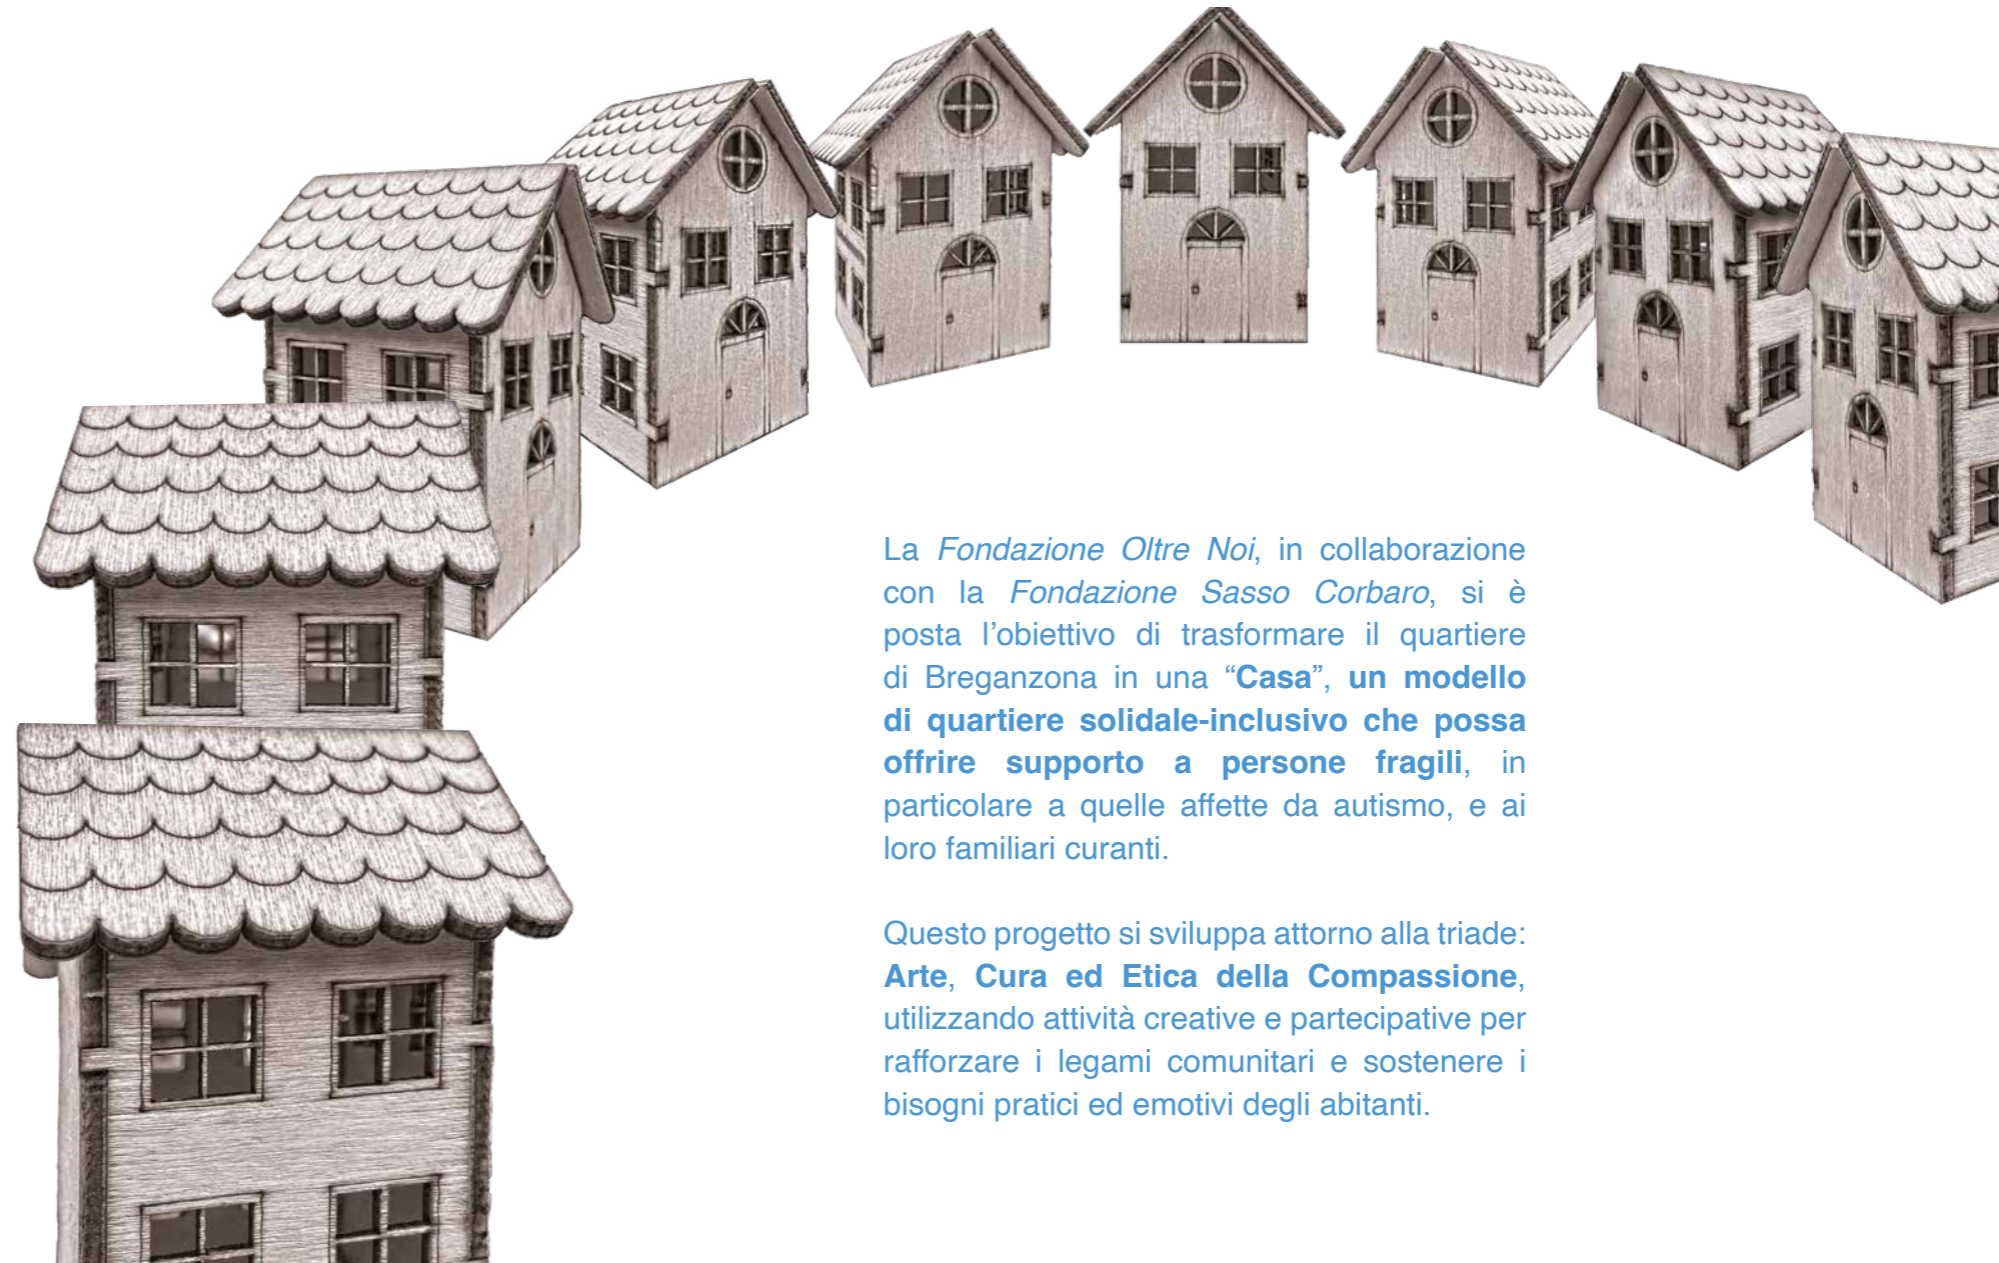 La Fondazione Oltre Noi, in collaborazione
con la Fondazione Sasso Corbaro, si è
posta l’obiettivo di trasformare il quartiere
di Breganzona in una “Casa”, un modello
di quartiere solidale-inclusivo che possa
offrire supporto a persone fragili, in
particolare a quelle affette da autismo, e ai
loro familiari curanti.
Questo progetto si sviluppa attorno alla triade:
Arte, Cura ed Etica della Compassione,
utilizzando attività creative e partecipative per
rafforzare i legami comunitari e sostenere i
bisogni pratici ed emotivi degli abitanti.